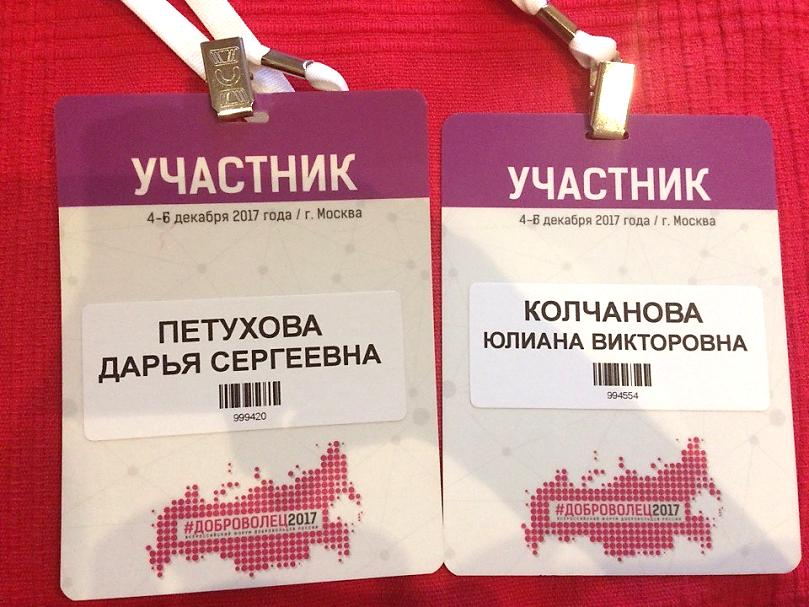 УЧАСТНИК
4-6 декабря 2017 года / г. Москва
ПЕТУХОВА
ДАРЬЯ СЕРГЕЕВНА
999420
#ДОБРОВОЛЕЦ2017
ВСЕРОССИЙСКИЙ ФОРУМ ДОБРОВОЛЬЦЕВ РОССИИ
УЧАСТНИК
4-6 декабря 2017 года / г. Москва
КОЛЧАНОВА
ЮЛИАНА ВИКТОРОВНА
994554
#ДОБРОВОЛЕЦ2017
ВСЕРОССИЙСКИЙ ФОРУМ ДОБРОВОЛЬЦЕВ РОССИИ